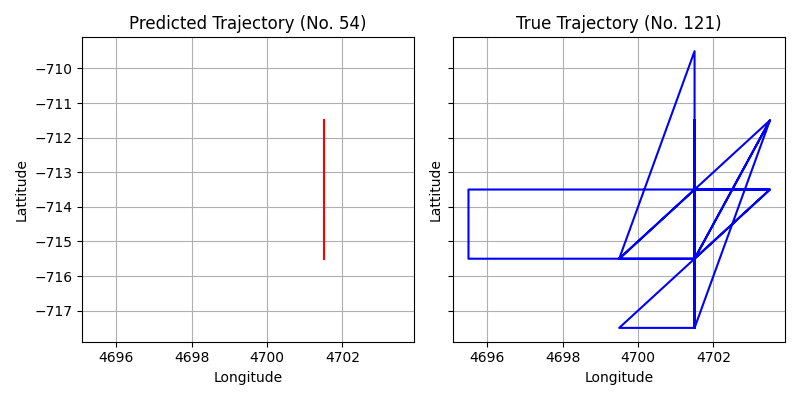 Predicted Trajectory (No. 54)
Lattitude
−710
−711
−712
−713
−714
−715
−716
−717
4696
4698
4700
4702
Longitude
True Trajectory (No. 121)
Lattitude
4696
4698
4700
4702
Longitude